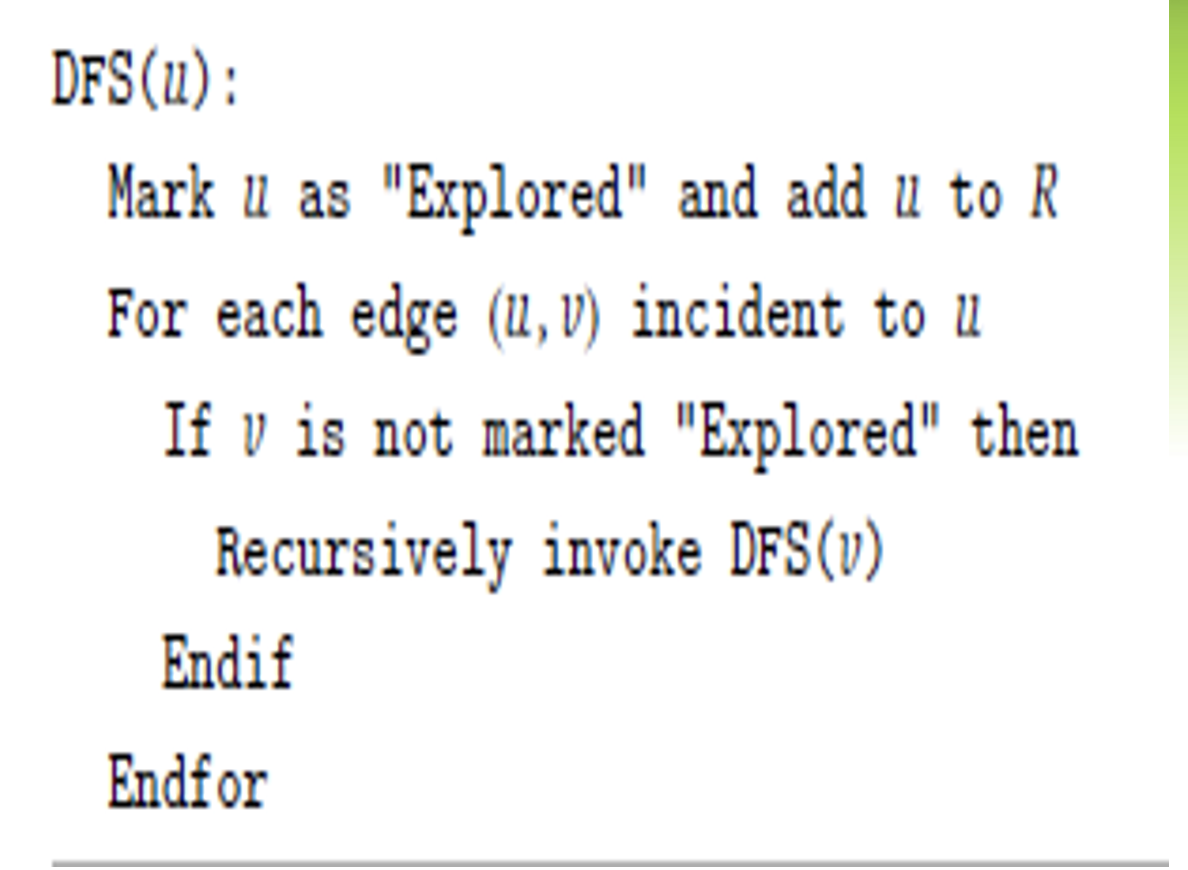 DFS(u):
Mark u as "Explored" and add u to R
For each edge (u,v) incident to u
If v is not marked "Explored" then
Recursively invoke DFS(v)
Endif
Endfor